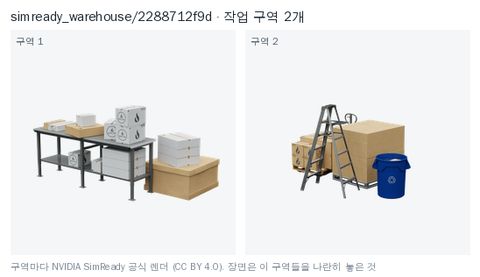 simready_warehouse/2288712f9d · 작업 구역 2개
구역 1
구역 2
구역마다 NVIDIA SimReady 공식 렌더 (CC BY 4.0). 장면은 이 구역들을 나란히 놓은 것